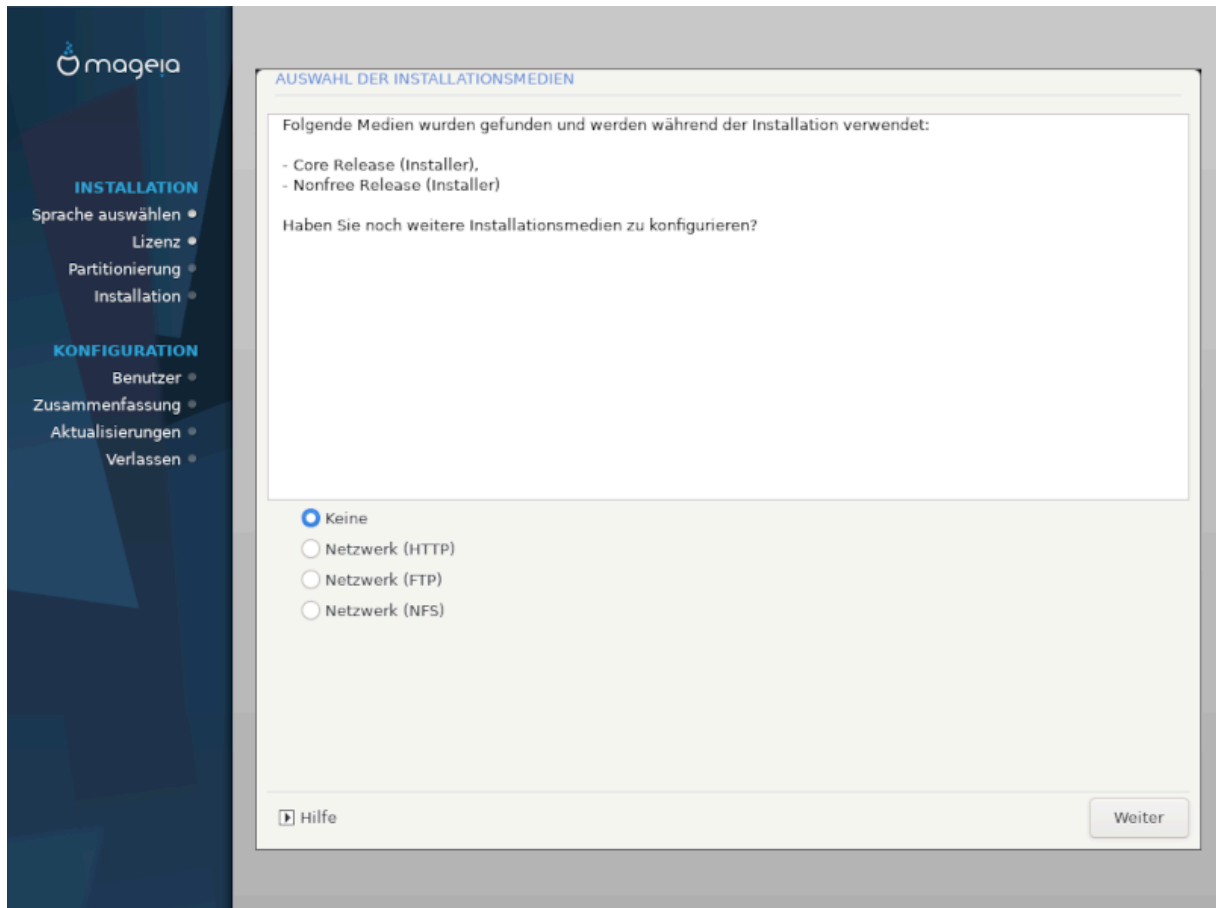 mageia
INSTALLATION
Sprache auswählen
Lizenz
Partitionierung
Installation
KONFIGURATION
Benutzer
Zusammenfassung
Aktualisierungen
Verlassen
AUSWAHL DER INSTALLATIONSMEDIEN
Folgende Medien wurden gefunden und werden während der Installation verwendet:
- Core Release (Installer),
- Nonfree Release (Installer)
Haben Sie noch weitere Installationsmedien zu konfigurieren?
Keine
Netzwerk (HTTP)
Netzwerk (FTP)
Netzwerk (NFS)
Hilfe
Weiter